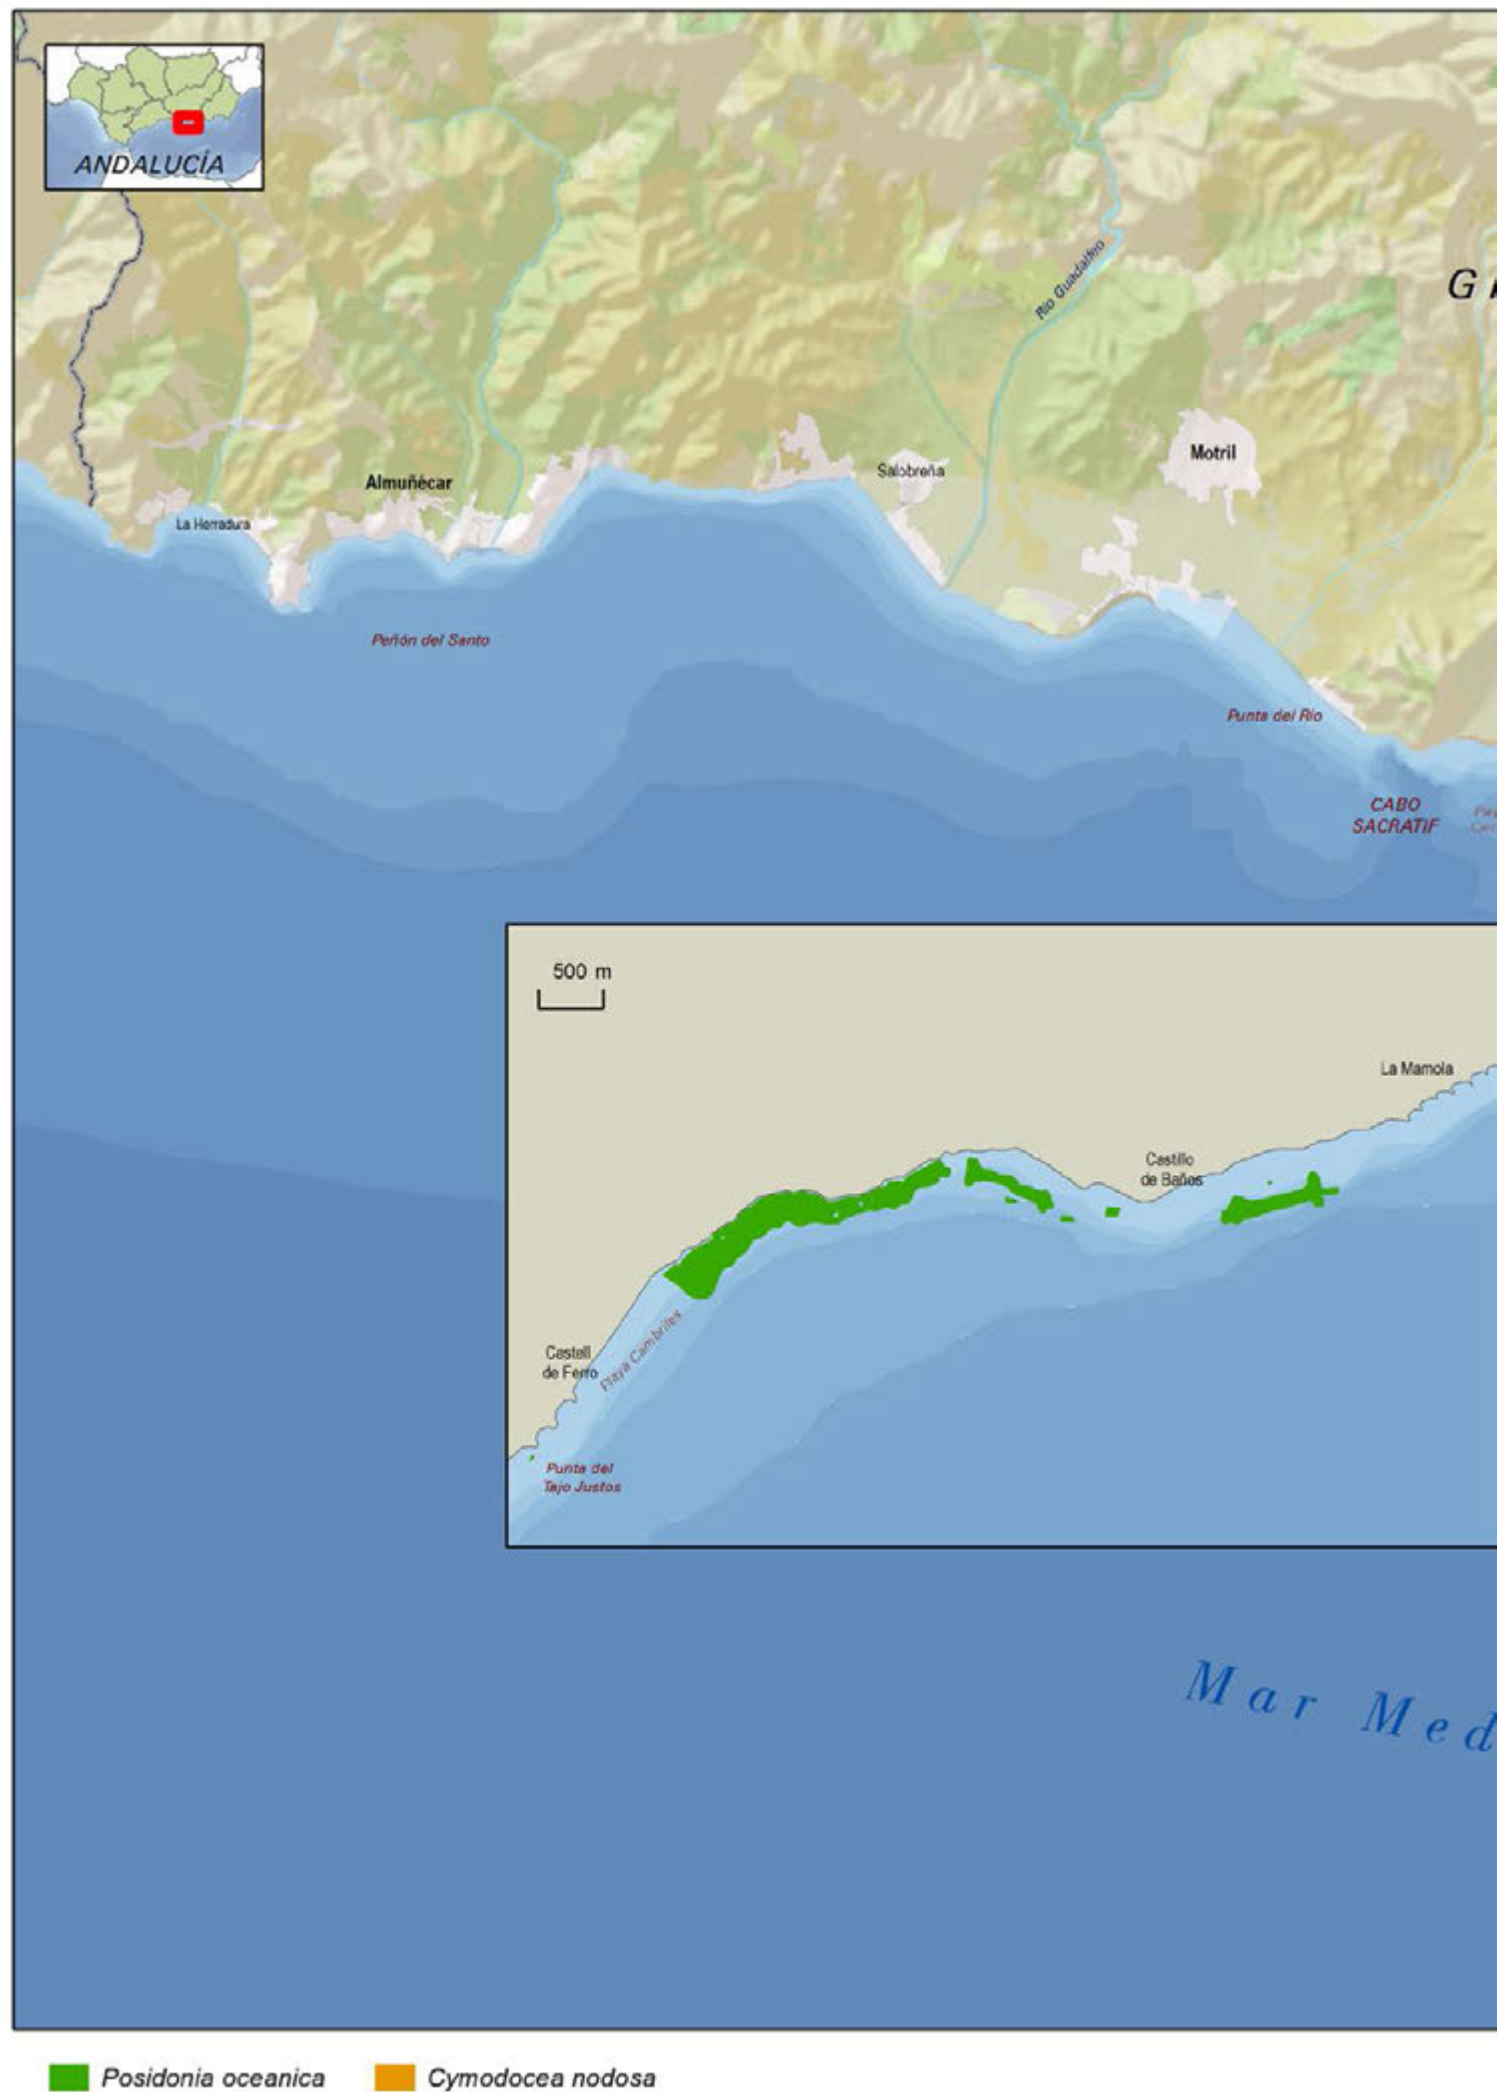 ANDALUCÍA
Río Guadalfeo
G
Motril
Salobreña
Almuñécar
La Herradura
Peñón del Santo
Punta del Río
CABO
SACRATIF
500 m
La Mamola
Castillo
de Baños
Castell
de Ferro
Playa Cambriles
Punta del
Tajo Justos
Mar Med
Posidonia oceanica
Cymodocea nodosa